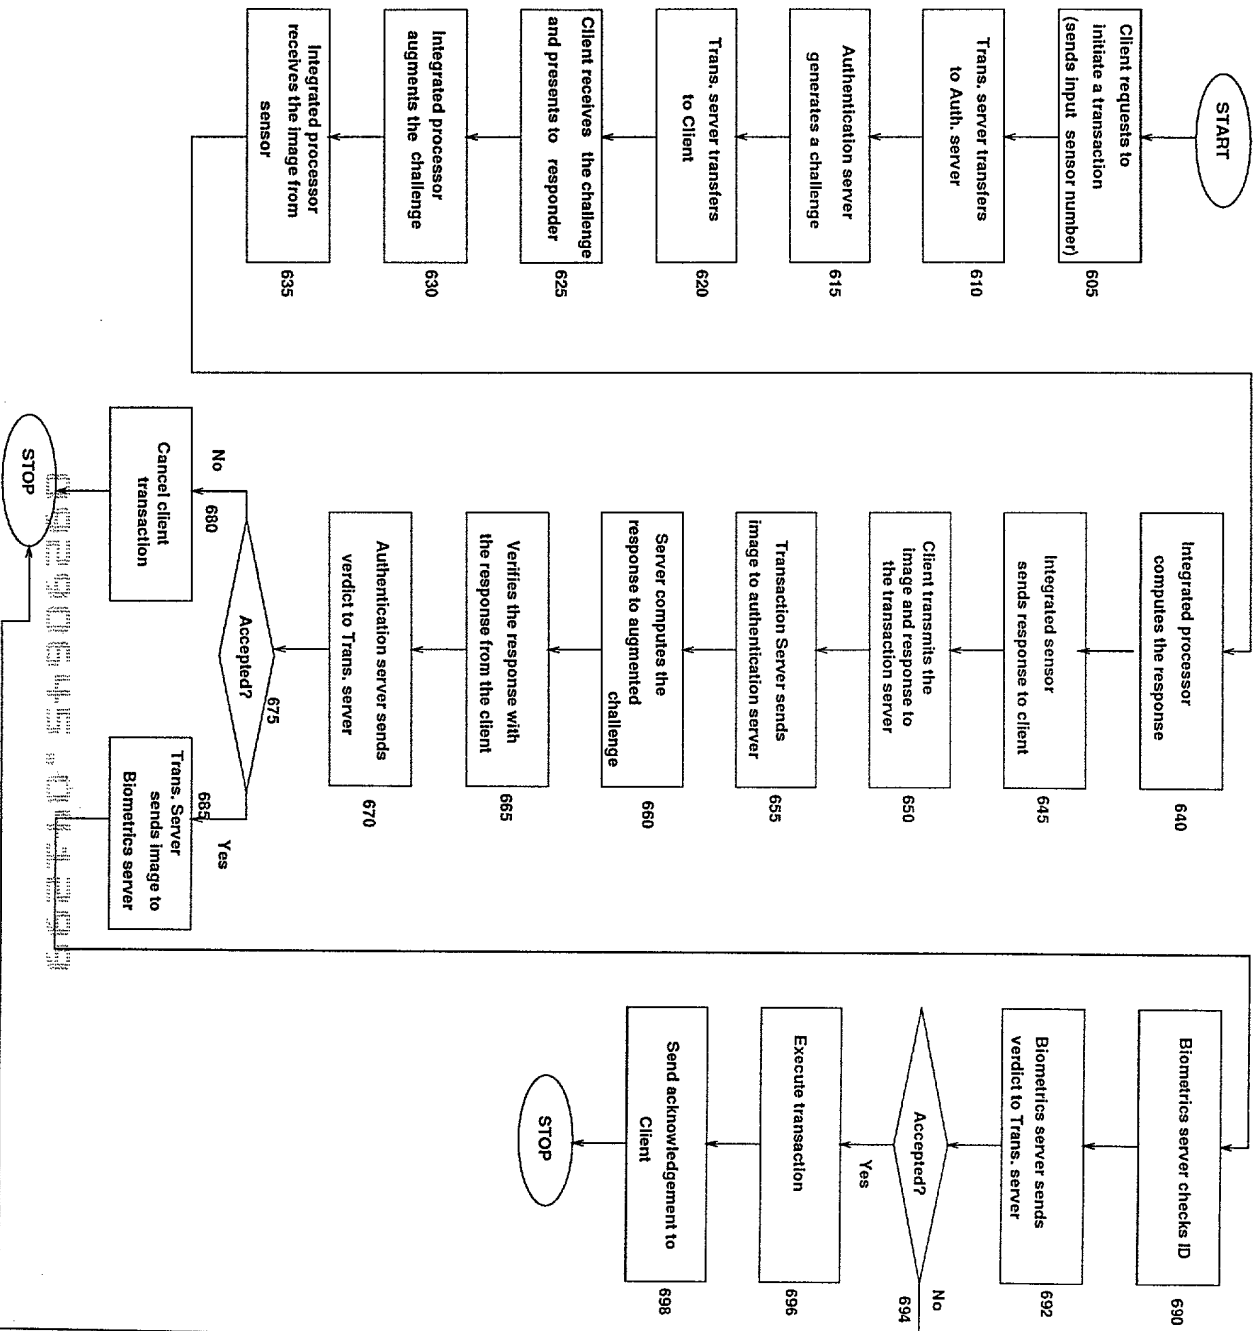 START
Client requests to
initiate a transaction
(sends input sensor number)
605
Trans. server transfers
to Auth. server
610
Authentication server
generates a challenge
615
Trans. server transfers
to Client
620
Client receives the challenge
and presents to responder
625
Integrated processor
augments the challenge
630
Integrated processor
receives the image from
sensor
635
Integrated processor
computes the response
640
Integrated sensor
sends response to client
645
Client transmits the
image and response to
the transaction server
650
Transaction Server sends
image to authentication server
655
Server computes the
response to augmented
challenge
660
Verifies the response with
the response from the client
665
Authentication server sends
verdict to Trans. server
670
Accepted?
675
No
680
Cancel client
transaction
STOP
Yes
685
Trans. Server
sends image to
Biometrics server
Biometrics server checks ID
690
Biometrics server sends
verdict to Trans. server
692
Accepted?
No
694
Yes
Execute transaction
696
Send acknowledgement to
Client
698
STOP